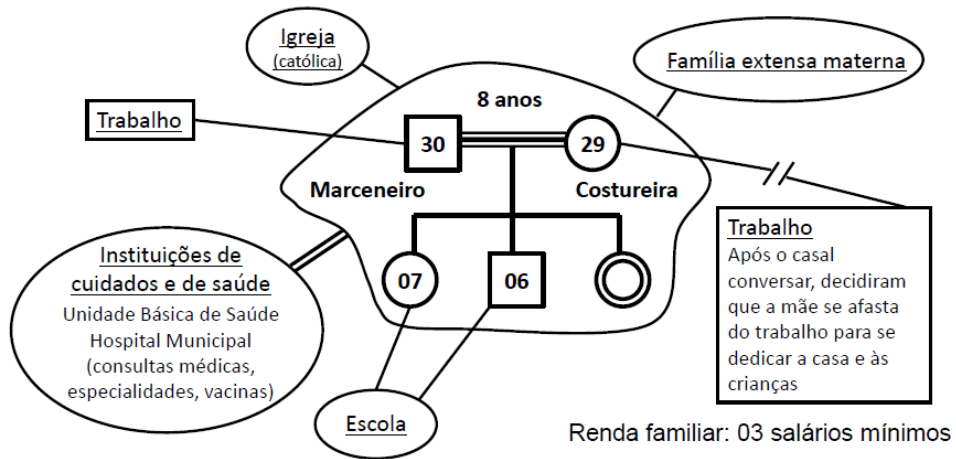 Igreja
(católica)
Família extensa materna
8 anos
Trabalho
30
29
Marceneiro
Costureira
Instituições de
cuidados e de saúde
Unidade Básica de Saúde
Hospital Municipal
(consultas médicas,
especialidades, vacinas)
07
06
Trabalho
Após o casal
conversar, decidiram
que a mãe se afasta
do trabalho para se
dedicar a casa e às
crianças
Escola
Renda familiar: 03 salários mínimos